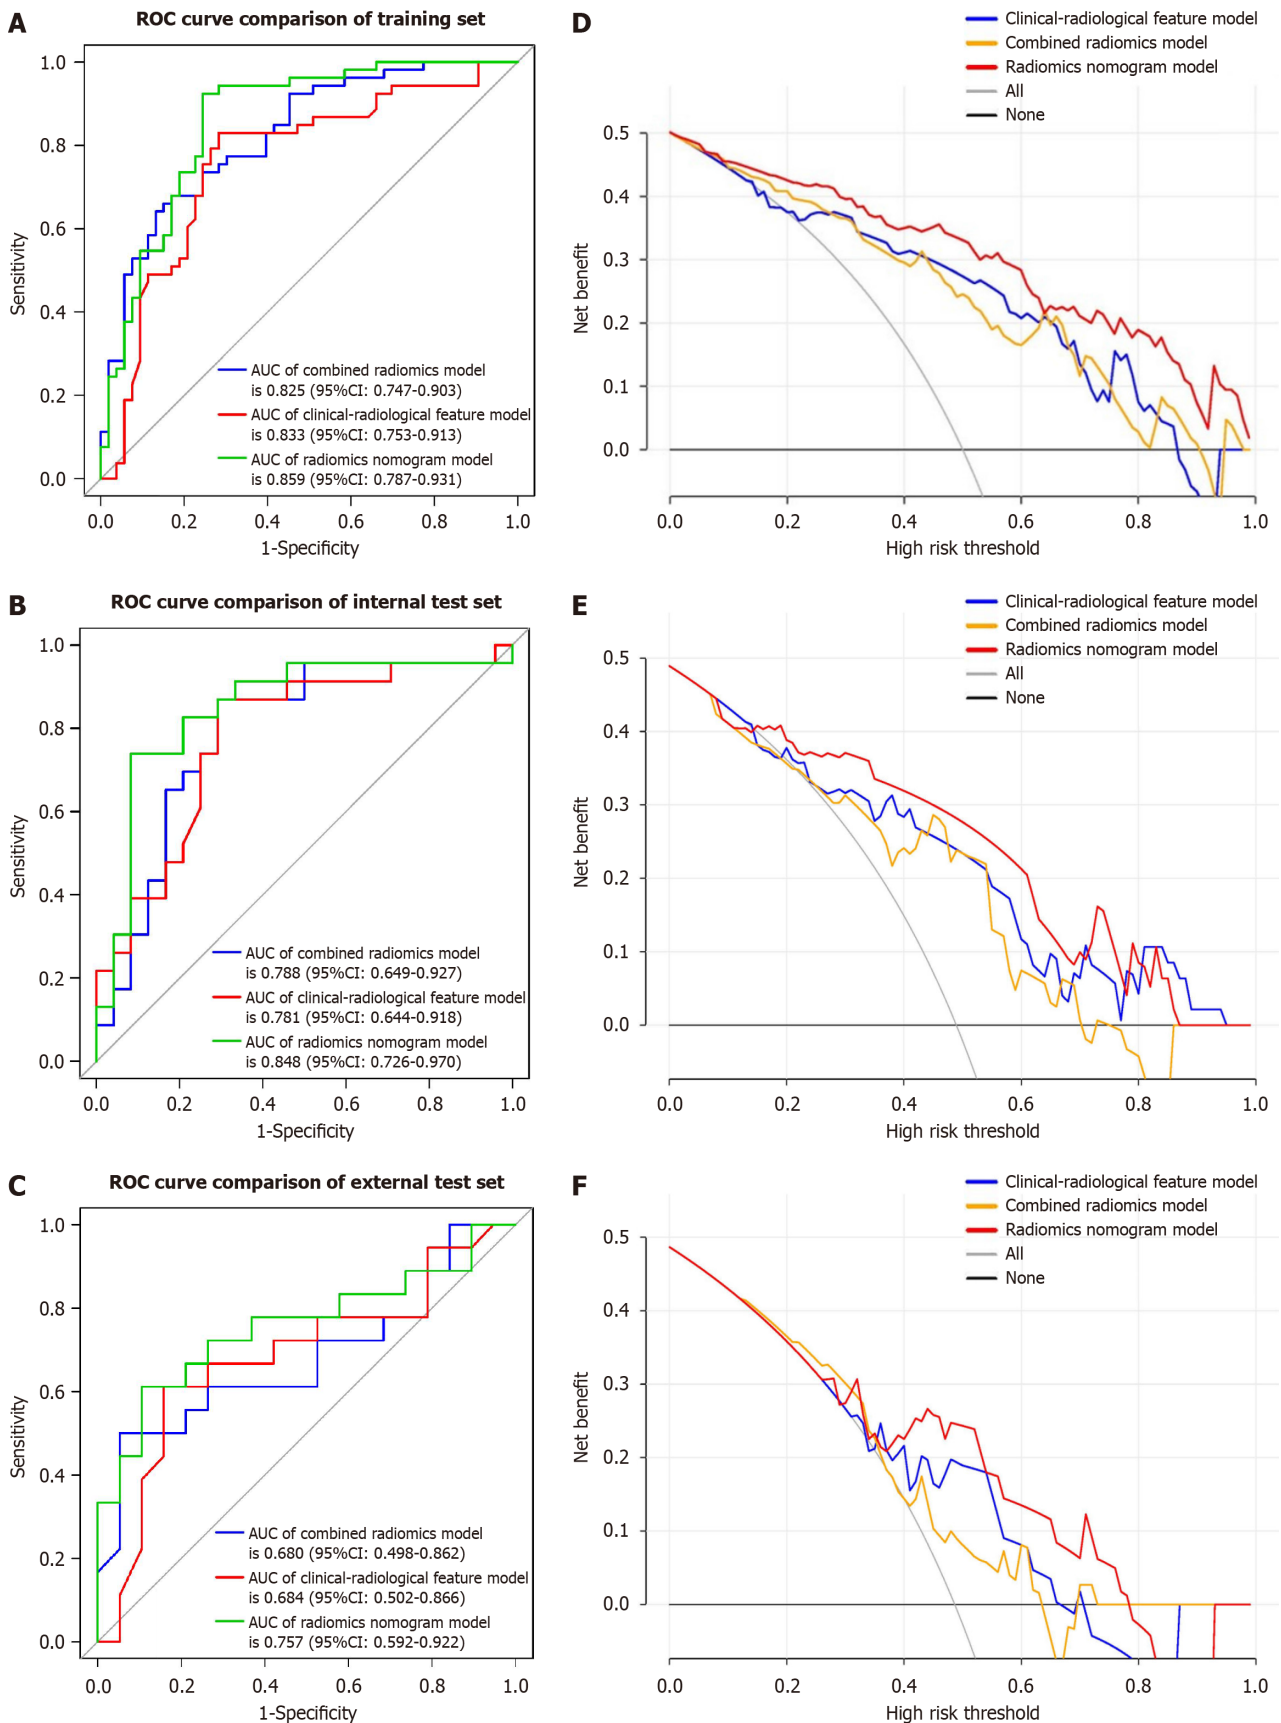 A
ROC curve comparison of training set
1.0
0.8
0.6
0.4
0.2
0.0
Sensitivity
AUC of combined radiomics model
is 0.825 (95%CI: 0.747-0.903)
AUC of clinical-radiological feature model
is 0.833 (95%CI: 0.753-0.913)
AUC of radiomics nomogram model
is 0.859 (95%CI: 0.787-0.931)
0.0 0.2 0.4 0.6 0.8 1.0
1-Specificity
D
Clinical-radiological feature model
Combined radiomics model
Radiomics nomogram model
All
None
0.5
0.4
0.3
0.2
0.1
0.0
Net benefit
0.0 0.2 0.4 0.6 0.8 1.0
High risk threshold
B
ROC curve comparison of internal test set
1.0
0.8
0.6
0.4
0.2
0.0
Sensitivity
AUC of combined radiomics model
is 0.788 (95%CI: 0.649-0.927)
AUC of clinical-radiological feature model
is 0.781 (95%CI: 0.644-0.918)
AUC of radiomics nomogram model
is 0.848 (95%CI: 0.726-0.970)
0.0 0.2 0.4 0.6 0.8 1.0
1-Specificity
E
Clinical-radiological feature model
Combined radiomics model
Radiomics nomogram model
All
None
0.5
0.4
0.3
0.2
0.1
0.0
Net benefit
0.0 0.2 0.4 0.6 0.8 1.0
High risk threshold
C
ROC curve comparison of external test set
1.0
0.8
0.6
0.4
0.2
0.0
Sensitivity
AUC of combined radiomics model
is 0.680 (95%CI: 0.498-0.862)
AUC of clinical-radiological feature model
is 0.684 (95%CI: 0.502-0.866)
AUC of radiomics nomogram model
is 0.757 (95%CI: 0.592-0.922)
0.0 0.2 0.4 0.6 0.8 1.0
1-Specificity
F
Clinical-radiological feature model
Combined radiomics model
Radiomics nomogram model
All
None
0.5
0.4
0.3
0.2
0.1
0.0
Net benefit
0.0 0.2 0.4 0.6 0.8 1.0
High risk threshold